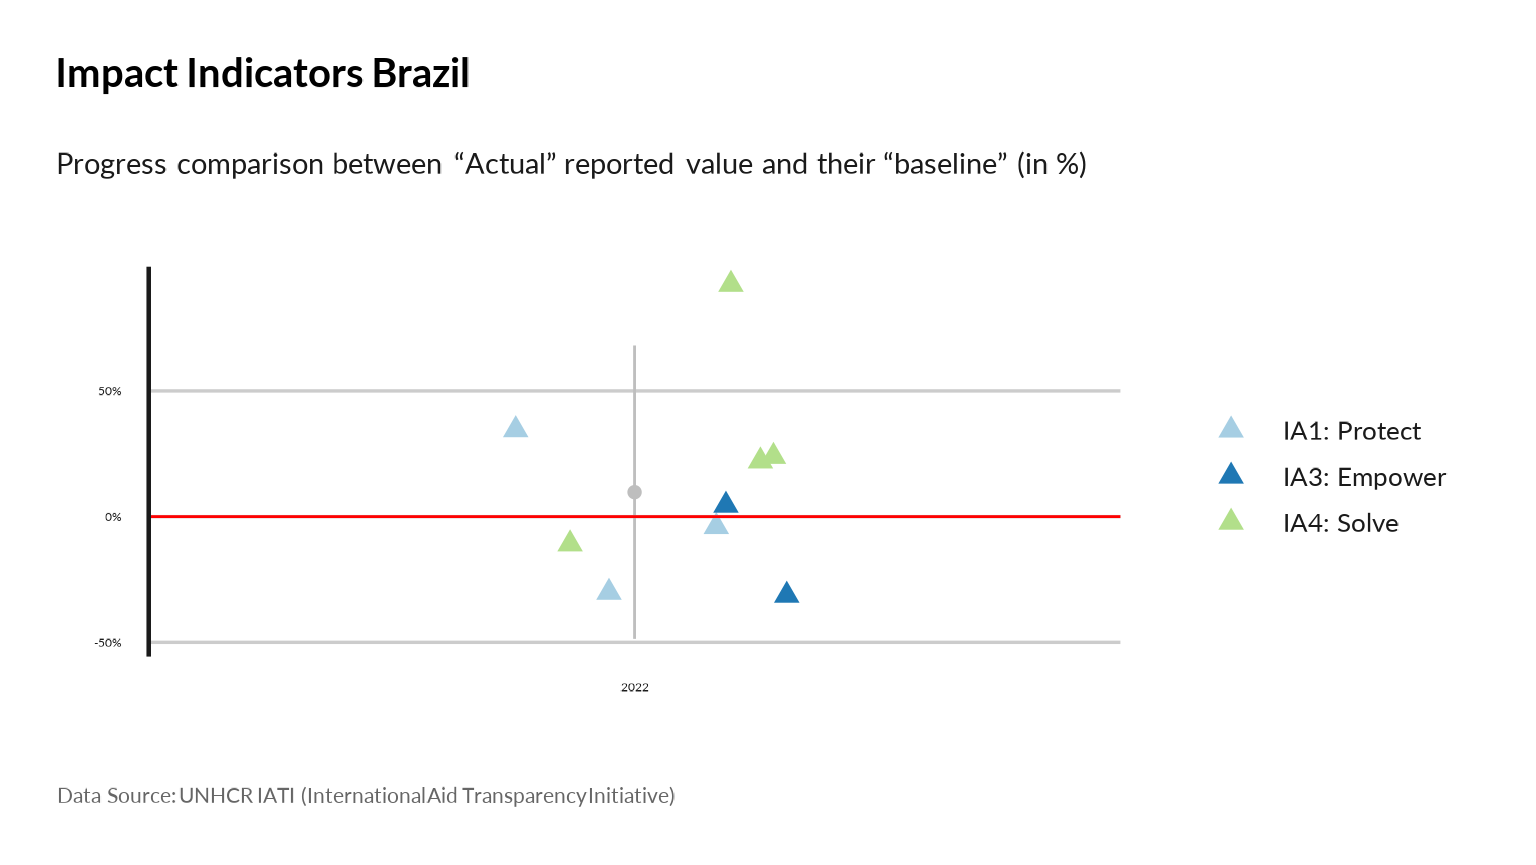 Impact Indicators Brazil
Progress comparison between “Actual” reported value and their “baseline” (in %)
50%
0%
-50%
2022
IA1: Protect
IA3: Empower
IA4: Solve
Data Source: UNHCR IATI (International Aid Transparency Initiative)